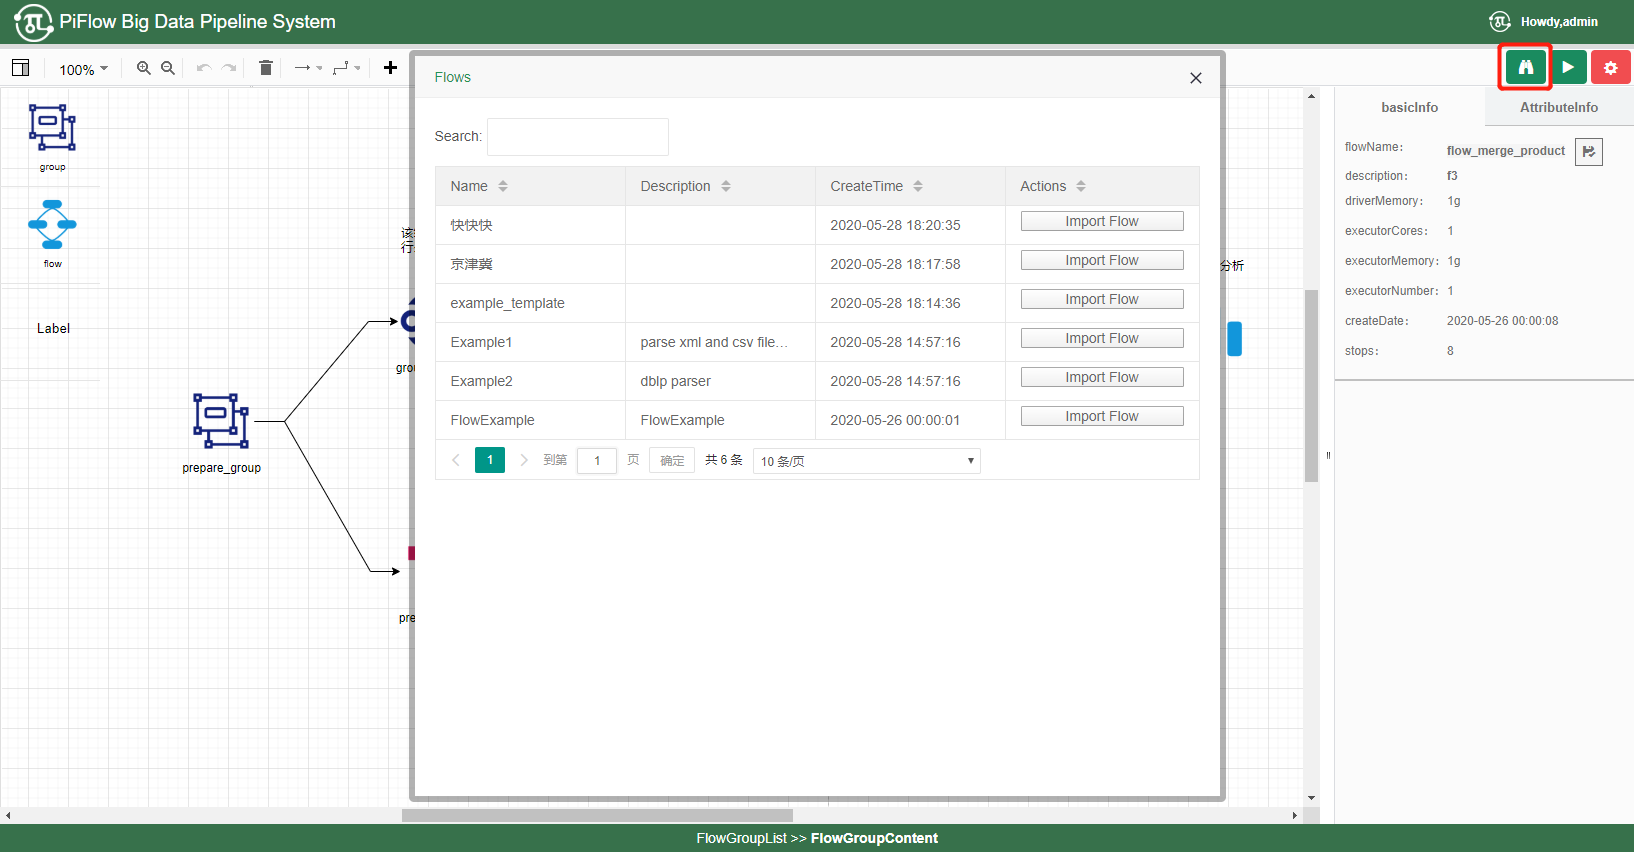 PiFlow Big Data Pipeline System
Howdy,admin
100%
Flows
Search:
Name Description CreateTime Actions
快快快 2020-05-28 18:20:35 Import Flow
京津冀 2020-05-28 18:17:58 Import Flow
example_template 2020-05-28 18:14:36 Import Flow
Example1 parse xml and csv file... 2020-05-28 14:57:16 Import Flow
Example2 dblp parser 2020-05-28 14:57:16 Import Flow
FlowExample FlowExample 2020-05-26 00:00:01 Import Flow
1 到第 1 页 确定 共 6 条 10 条/页
group
flow
Label
prepare_group
该
行
grou
pre
分析
basicInfo AttributeInfo
flowName: flow_merge_product
description: f3
driverMemory: 1g
executorCores: 1
executorMemory: 1g
executorNumber: 1
createDate: 2020-05-26 00:00:08
stops: 8
FlowGroupList >> FlowGroupContent